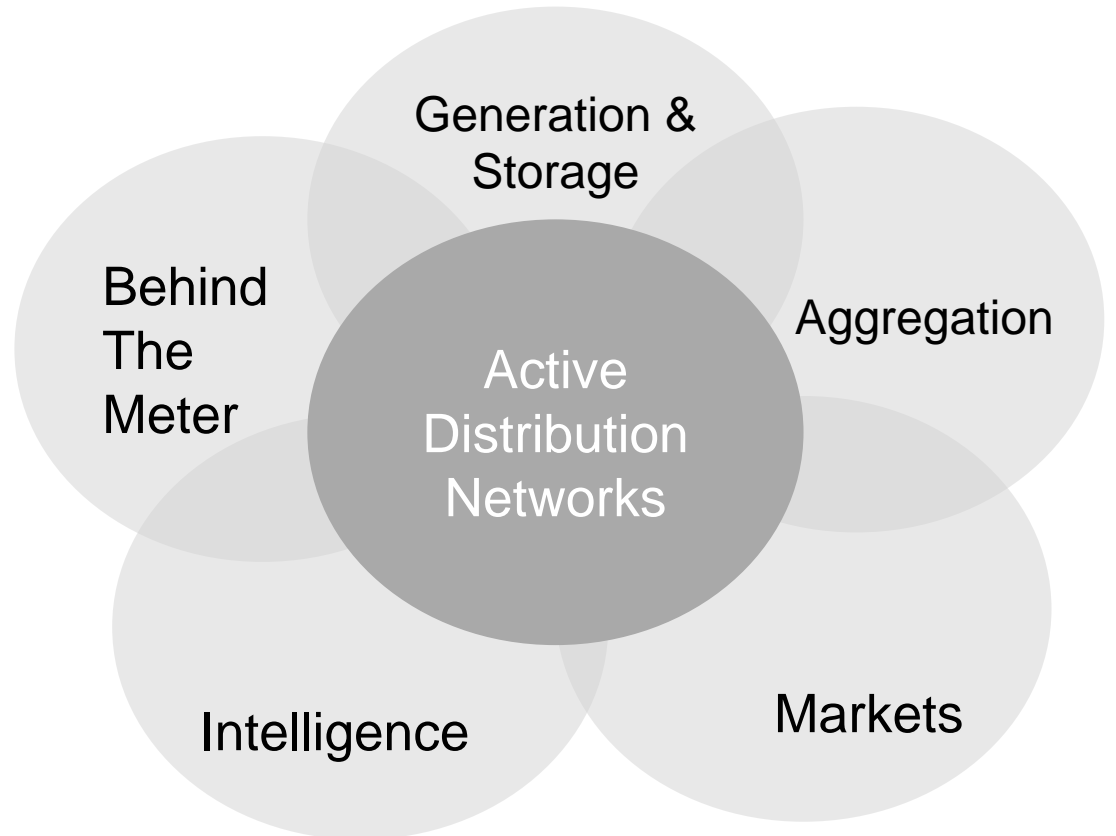 Generation &
Storage
Behind
The
Meter
Aggregation
Active
Distribution
Networks
Intelligence
Markets